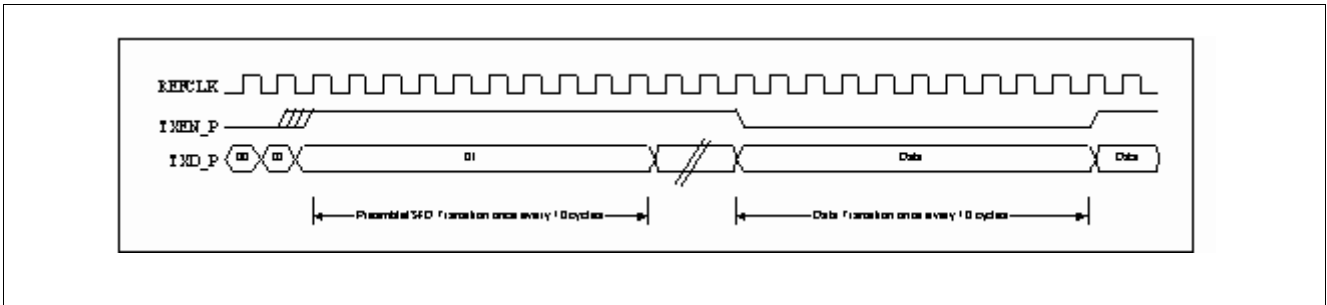 REFCLK
TXEN_P
TXD_P 00 01 Data Data
Preamble/SFD Transition once every 10 cycles Data Transition once every 10 cycles